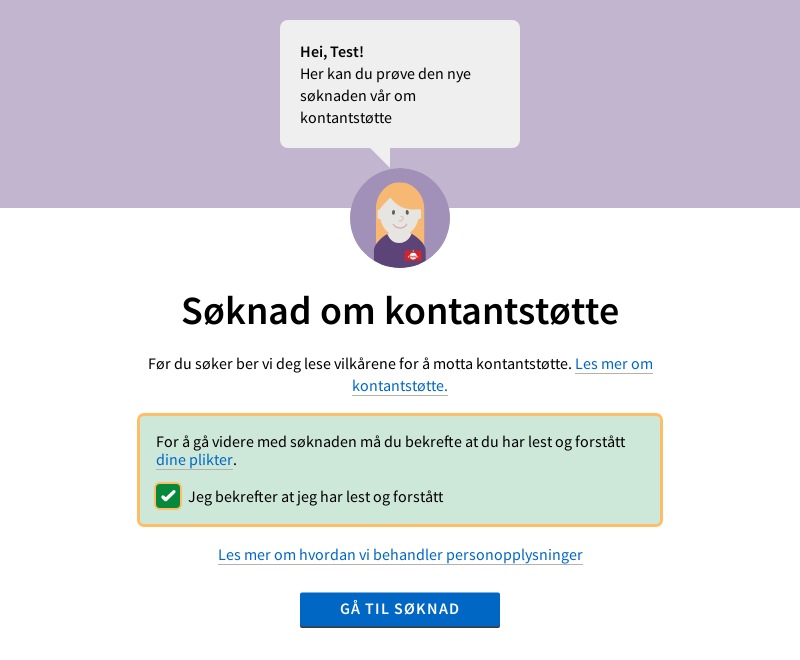 Hei, Test!
Her kan du prøve den nye
søknaden vår om
kontantstøtte
Søknad om kontantstøtte
Før du søker ber vi deg lese vilkårene for å motta kontantstøtte. Les mer om
kontantstøtte.
For å gå videre med søknaden må du bekrefte at du har lest og forstått
dine plikter.
Jeg bekrefter at jeg har lest og forstått
Les mer om hvordan vi behandler personopplysninger
GÅ TIL SØKNAD